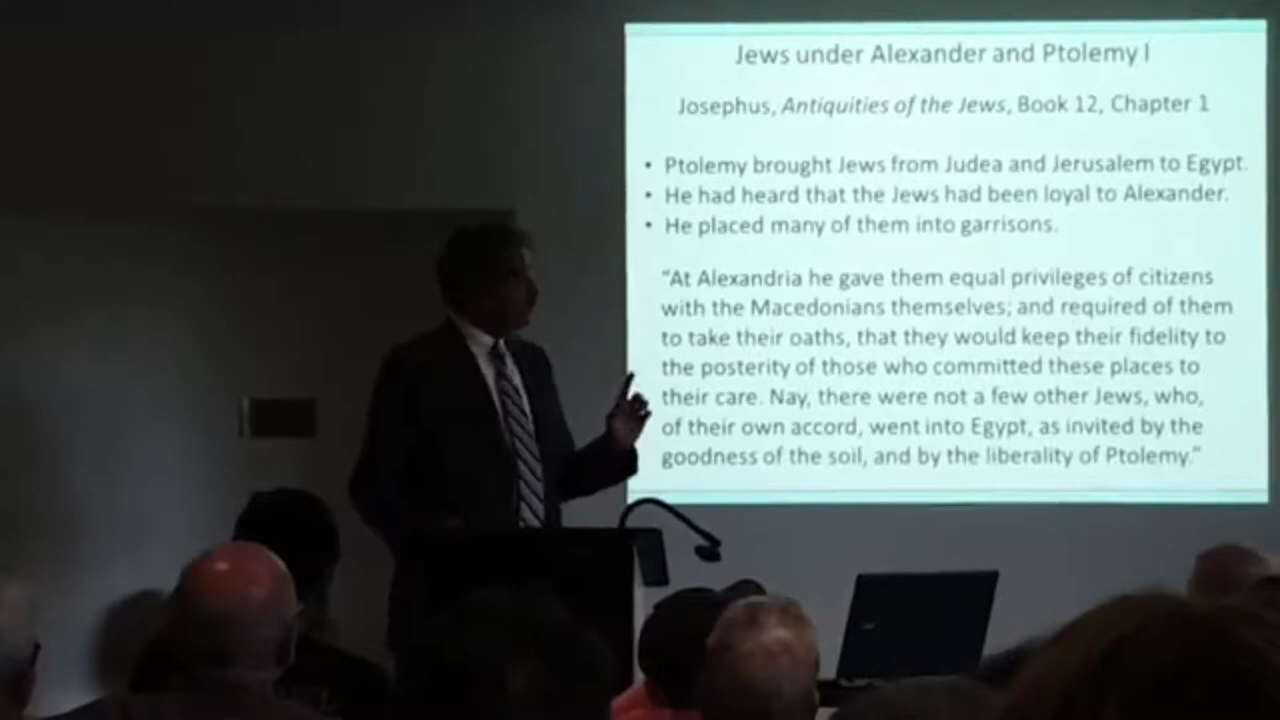 Jews under Alexander and Ptolemy I
Josephus, Antiquities of the Jews, Book 12, Chapter 1
• Ptolemy brought Jews from Judea and Jerusalem to Egypt.
• He had heard that the Jews had been loyal to Alexander.
• He placed many of them into garrisons.
“At Alexandria he gave them equal privileges of citizens
with the Macedonians themselves; and required of them
to take their oaths, that they would keep their fidelity to
the posterity of those who committed these places to
their care. Nay, there were not a few other Jews, who,
of their own accord, went into Egypt, as invited by the
goodness of the soil, and by the liberality of Ptolemy.”